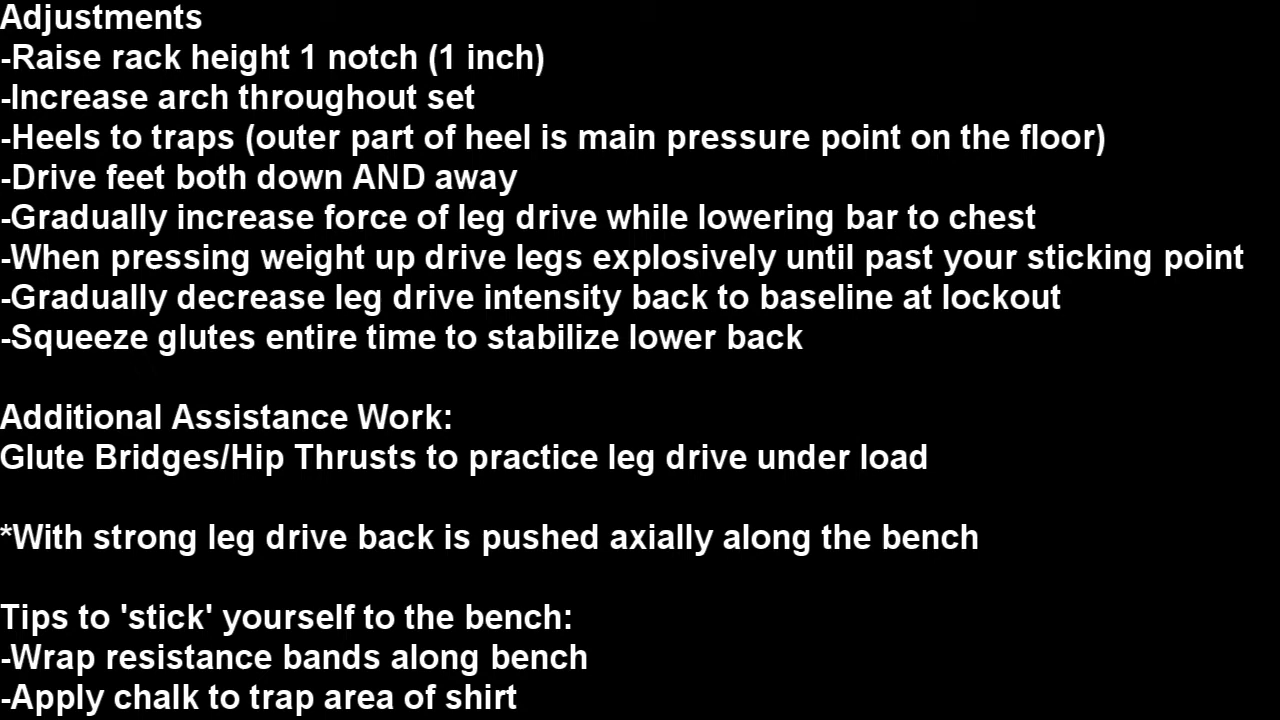 Adjustments
-Raise rack height 1 notch (1 inch)
-Increase arch throughout set
-Heels to traps (outer part of heel is main pressure point on the floor)
-Drive feet both down AND away
-Gradually increase force of leg drive while lowering bar to chest
-When pressing weight up drive legs explosively until past your sticking point
-Gradually decrease leg drive intensity back to baseline at lockout
-Squeeze glutes entire time to stabilize lower back
Additional Assistance Work:
Glute Bridges/Hip Thrusts to practice leg drive under load
*With strong leg drive back is pushed axially along the bench
Tips to 'stick' yourself to the bench:
-Wrap resistance bands along bench
-Apply chalk to trap area of shirt